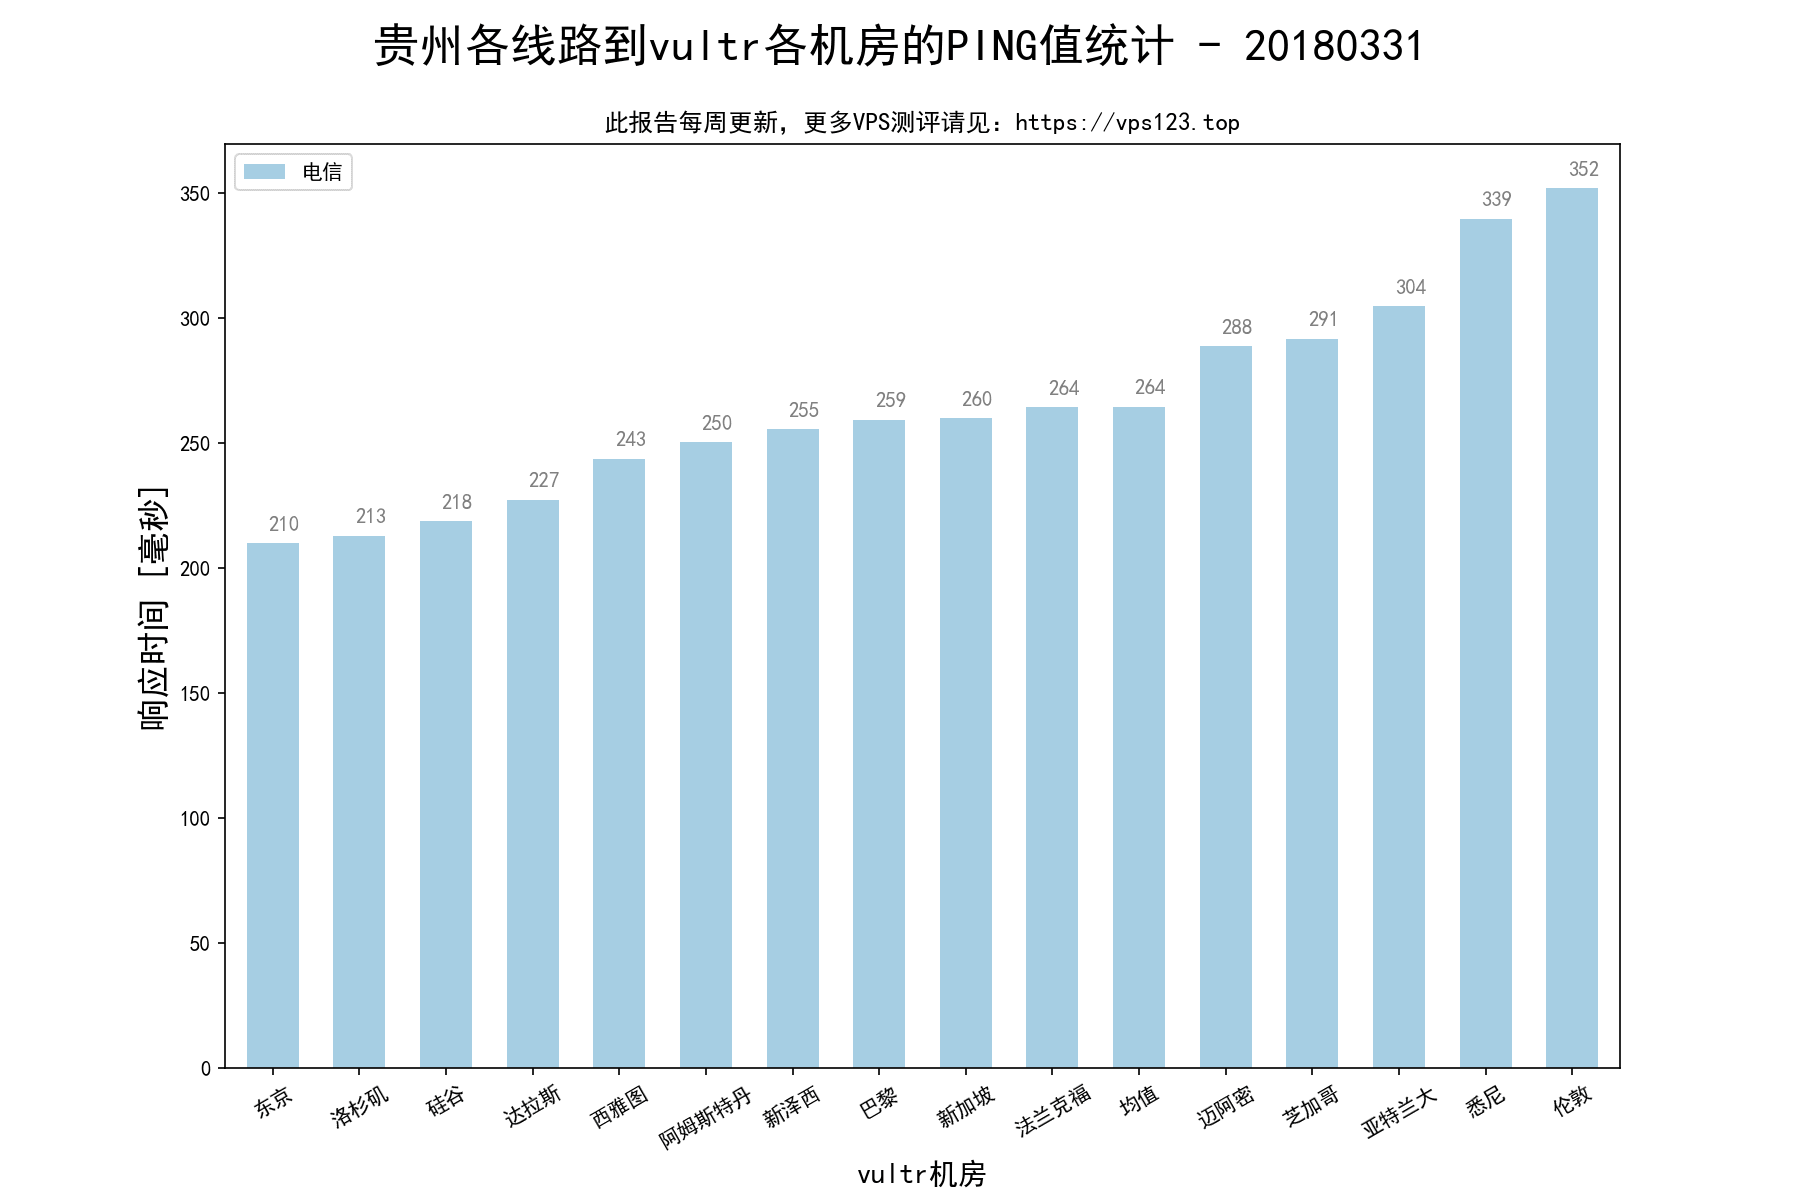 贵州各线路到vultr各机房的PING值统计 - 20180331
此报告每周更新，更多VPS测评请见：https://vps123.top
电信
响应时间 [毫秒]
350
300
250
200
150
100
50
0
210
213
218
227
243
250
255
259
260
264
264
288
291
304
339
352
东京
洛杉矶
硅谷
达拉斯
西雅图
阿姆斯特丹
新泽西
巴黎
新加坡
法兰克福
均值
迈阿密
芝加哥
亚特兰大
悉尼
伦敦
vultr机房